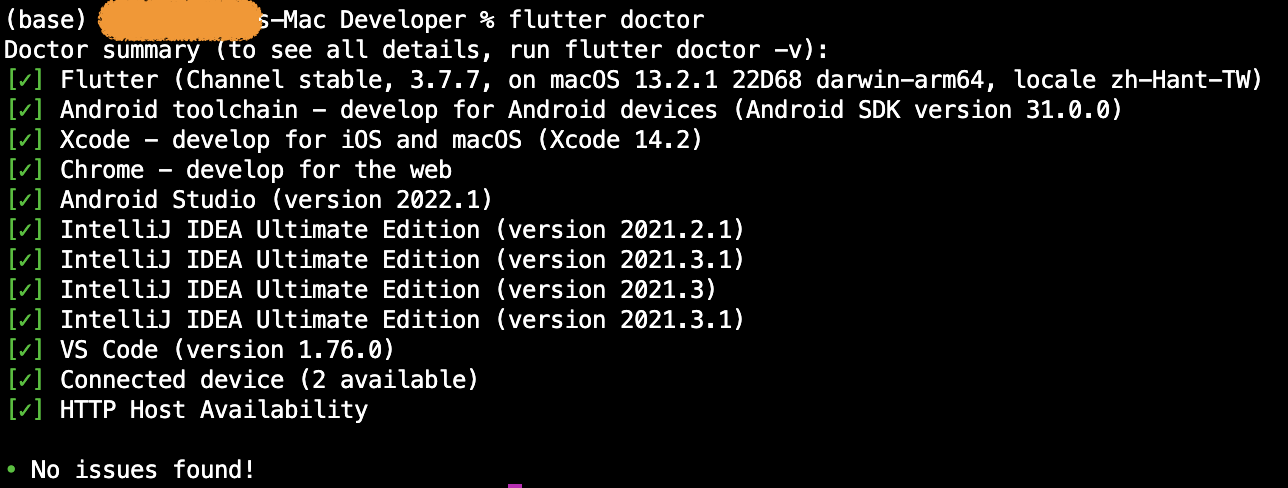 (base) s-Mac Developer % flutter doctor
Doctor summary (to see all details, run flutter doctor -v):
[✓] Flutter (Channel stable, 3.7.7, on macOS 13.2.1 22D68 darwin-arm64, locale zh-Hant-TW)
[✓] Android toolchain - develop for Android devices (Android SDK version 31.0.0)
[✓] Xcode - develop for iOS and macOS (Xcode 14.2)
[✓] Chrome - develop for the web
[✓] Android Studio (version 2022.1)
[✓] IntelliJ IDEA Ultimate Edition (version 2021.2.1)
[✓] IntelliJ IDEA Ultimate Edition (version 2021.3.1)
[✓] IntelliJ IDEA Ultimate Edition (version 2021.3)
[✓] IntelliJ IDEA Ultimate Edition (version 2021.3.1)
[✓] VS Code (version 1.76.0)
[✓] Connected device (2 available)
[✓] HTTP Host Availability
• No issues found!